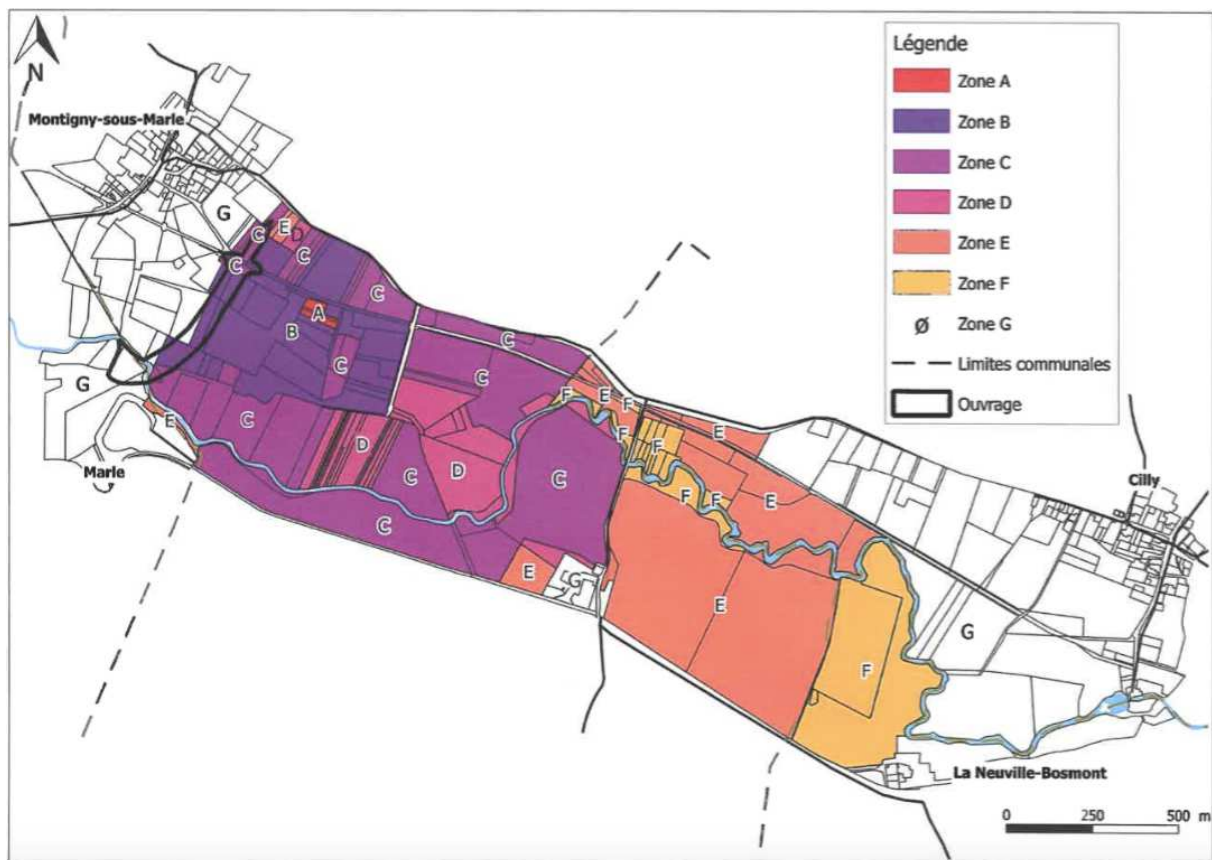 N
Montigny-sous-Marle
G
C
E
D
C
C
C
A
B
C
C
C
G
E
C
D
D
C
C
C
Marle
E
G
F
E
F
F
F
E
F
F
E
E
F
G
Cilly
La Neuville-Bosmont
Légende
Zone A
Zone B
Zone C
Zone D
Zone E
Zone F
Ø Zone G
Limites communales
Ouvrage
0 250 500 m